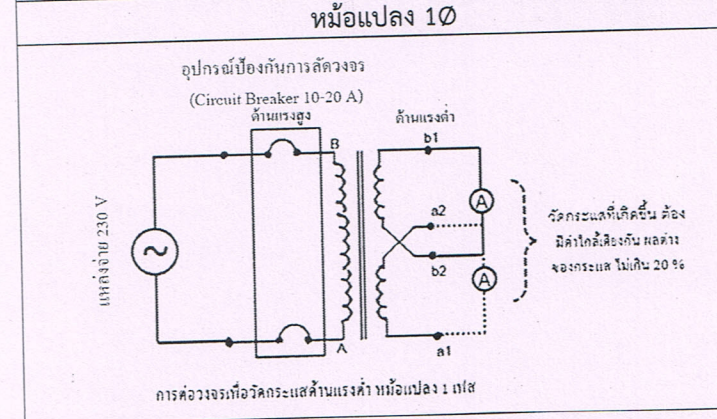 หม้อแปลง 1Ø
อุปกรณ์ป้องกันการลัดวงจร
(Circuit Breaker 10-20 A)
ด้านแรงสูง
ด้านแรงต่ำ
B
b1
A
a2
แหล่งจ่าย 230 V
~
b2
A
วัดกระแสที่เกิดขึ้น ต้อง
มีค่าใกล้เคียงกัน ผลต่าง
ของกระแส ไม่เกิน 20 %
A
a1
การต่อวงจรเพื่อวัดกระแสด้านแรงต่ำ หม้อแปลง 1 เฟส